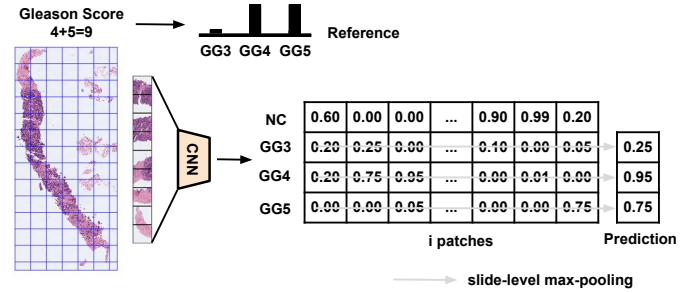 Gleason Score
4+5=9
GG3 GG4 GG5
Reference
CNN
NC 0.60 0.00 0.00 ... 0.90 0.99 0.20
GG3 0.20 0.25 0.00 ... 0.10 0.00 0.05 0.25
GG4 0.20 0.75 0.95 ... 0.00 0.01 0.00 0.95
GG5 0.00 0.00 0.05 ... 0.00 0.00 0.75 0.75
i patches
Prediction
slide-level max-pooling